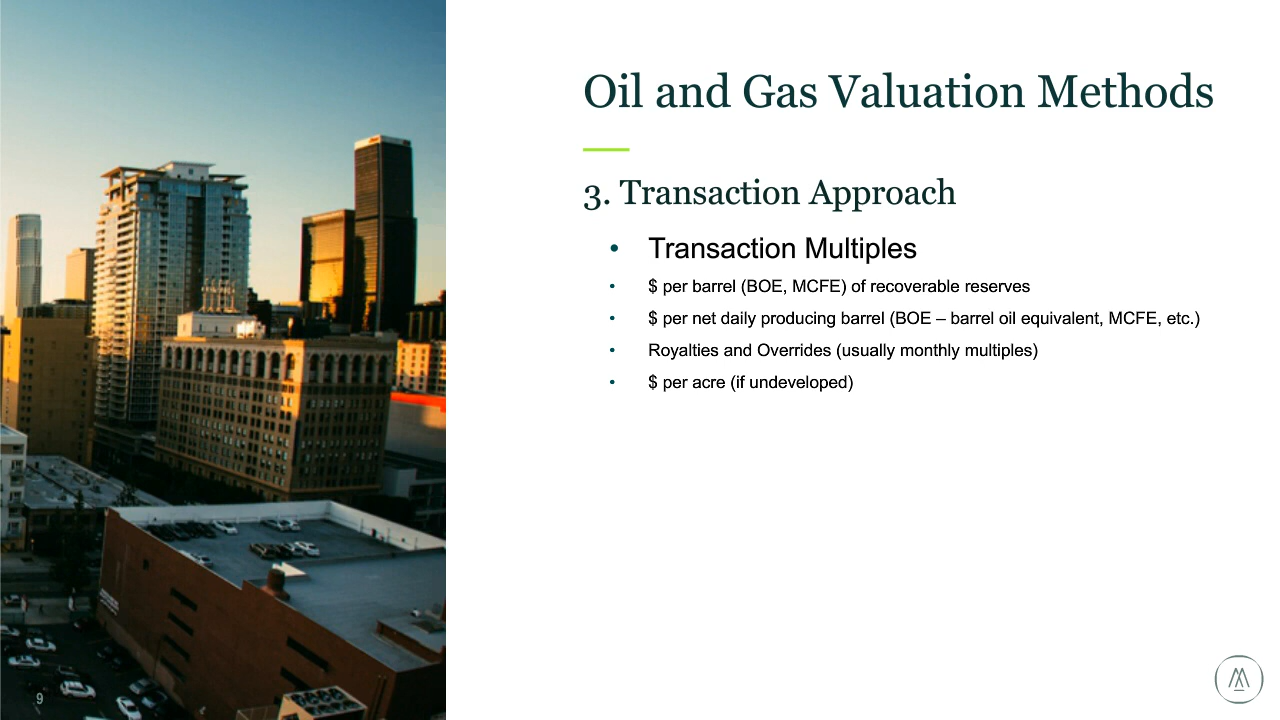 Oil and Gas Valuation Methods
3. Transaction Approach
• Transaction Multiples
• $ per barrel (BOE, MCFE) of recoverable reserves
• $ per net daily producing barrel (BOE – barrel oil equivalent, MCFE, etc.)
• Royalties and Overrides (usually monthly multiples)
• $ per acre (if undeveloped)
9